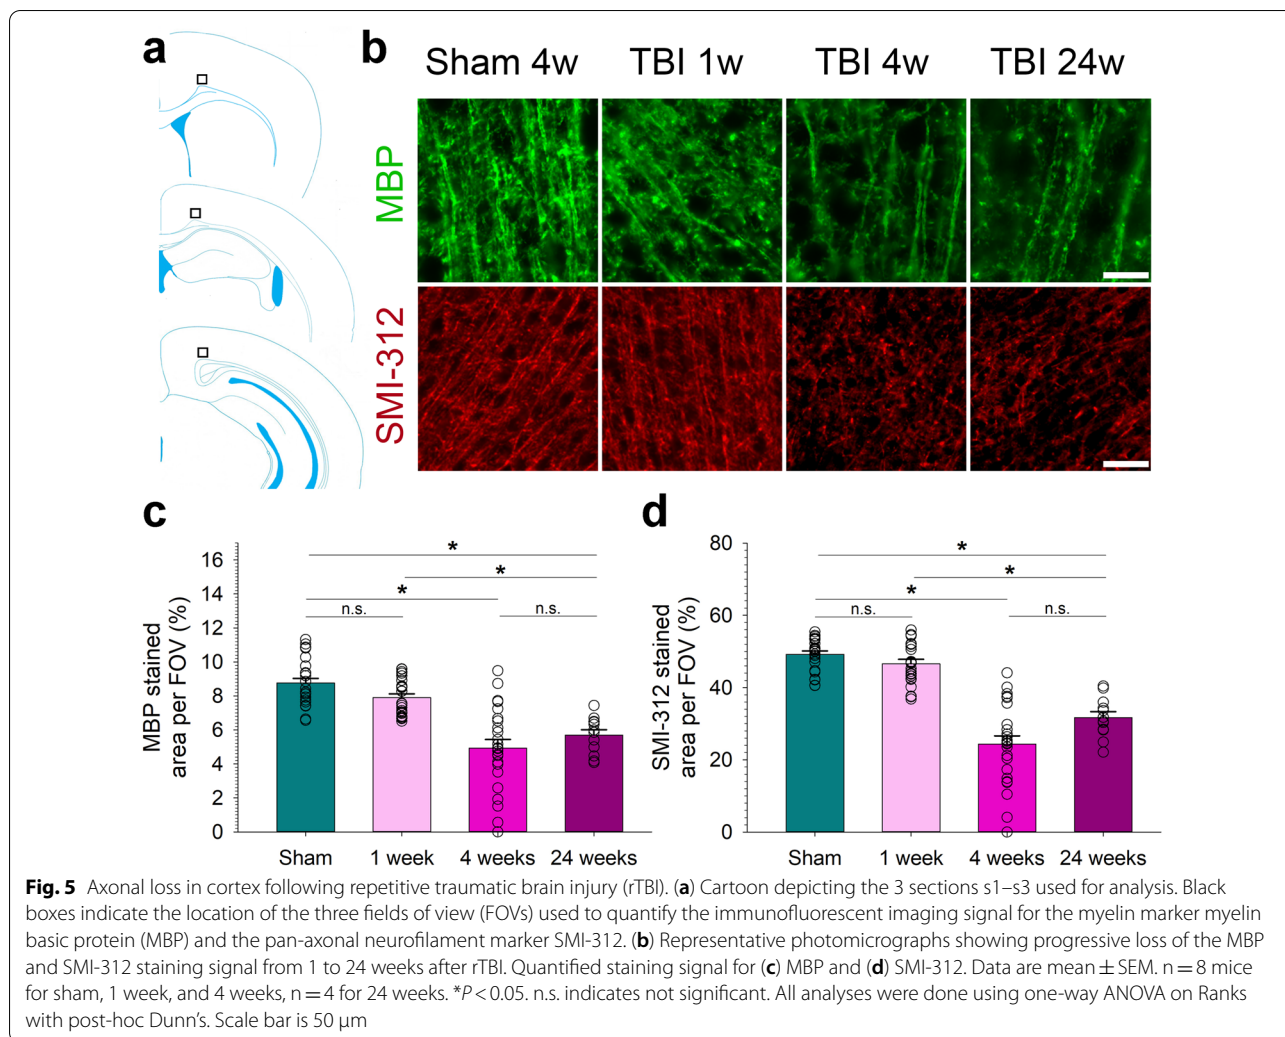 a
b
Sham 4w TBI 1w TBI 4w TBI 24w
MBP
SMI-312
c
MBP stained
area per FOV (%)
16
14
12
10
8
6
4
2
0
*
*
*
n.s. n.s.
Sham 1 week 4 weeks 24 weeks
d
SMI-312 stained
area per FOV (%)
80
60
40
20
0
*
*
*
n.s. n.s.
Sham 1 week 4 weeks 24 weeks
Fig. 5 Axonal loss in cortex following repetitive traumatic brain injury (rTBI). (a) Cartoon depicting the 3 sections s1–s3 used for analysis. Black
boxes indicate the location of the three fields of view (FOVs) used to quantify the immunofluorescent imaging signal for the myelin marker myelin
basic protein (MBP) and the pan-axonal neurofilament marker SMI-312. (b) Representative photomicrographs showing progressive loss of the MBP
and SMI-312 staining signal from 1 to 24 weeks after rTBI. Quantified staining signal for (c) MBP and (d) SMI-312. Data are mean ± SEM. n = 8 mice
for sham, 1 week, and 4 weeks, n = 4 for 24 weeks. *P < 0.05. n.s. indicates not significant. All analyses were done using one-way ANOVA on Ranks
with post-hoc Dunn's. Scale bar is 50 µm